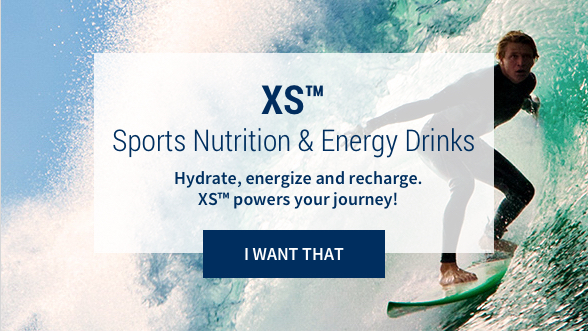 XS™
Sports Nutrition & Energy Drinks
Hydrate, energize and recharge.
XS™ powers your journey!
I WANT THAT